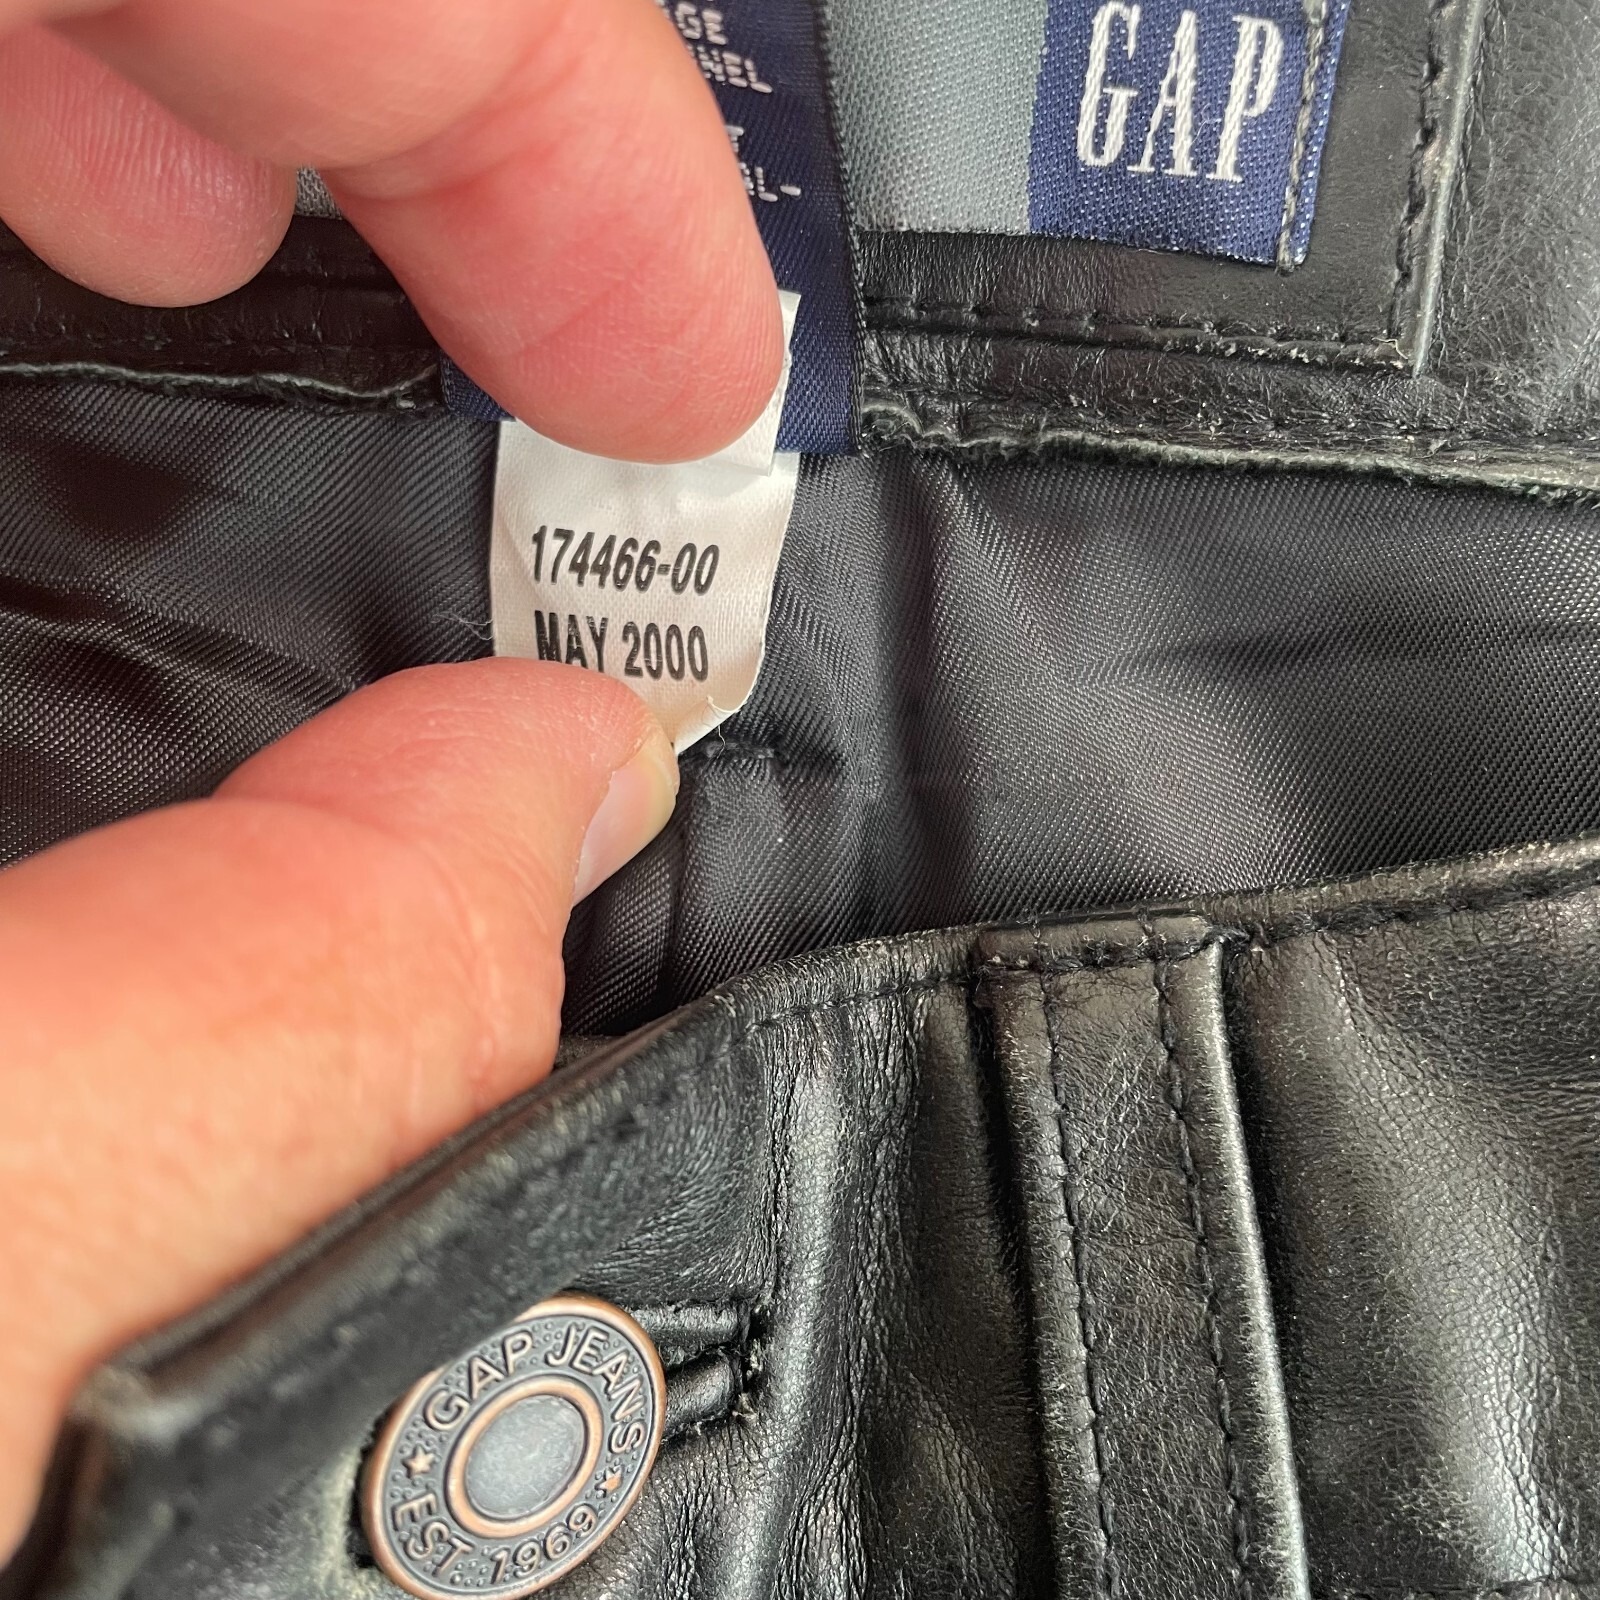 GAP
174466-00
MAY 2000
GAP JEANS
EST. 1969